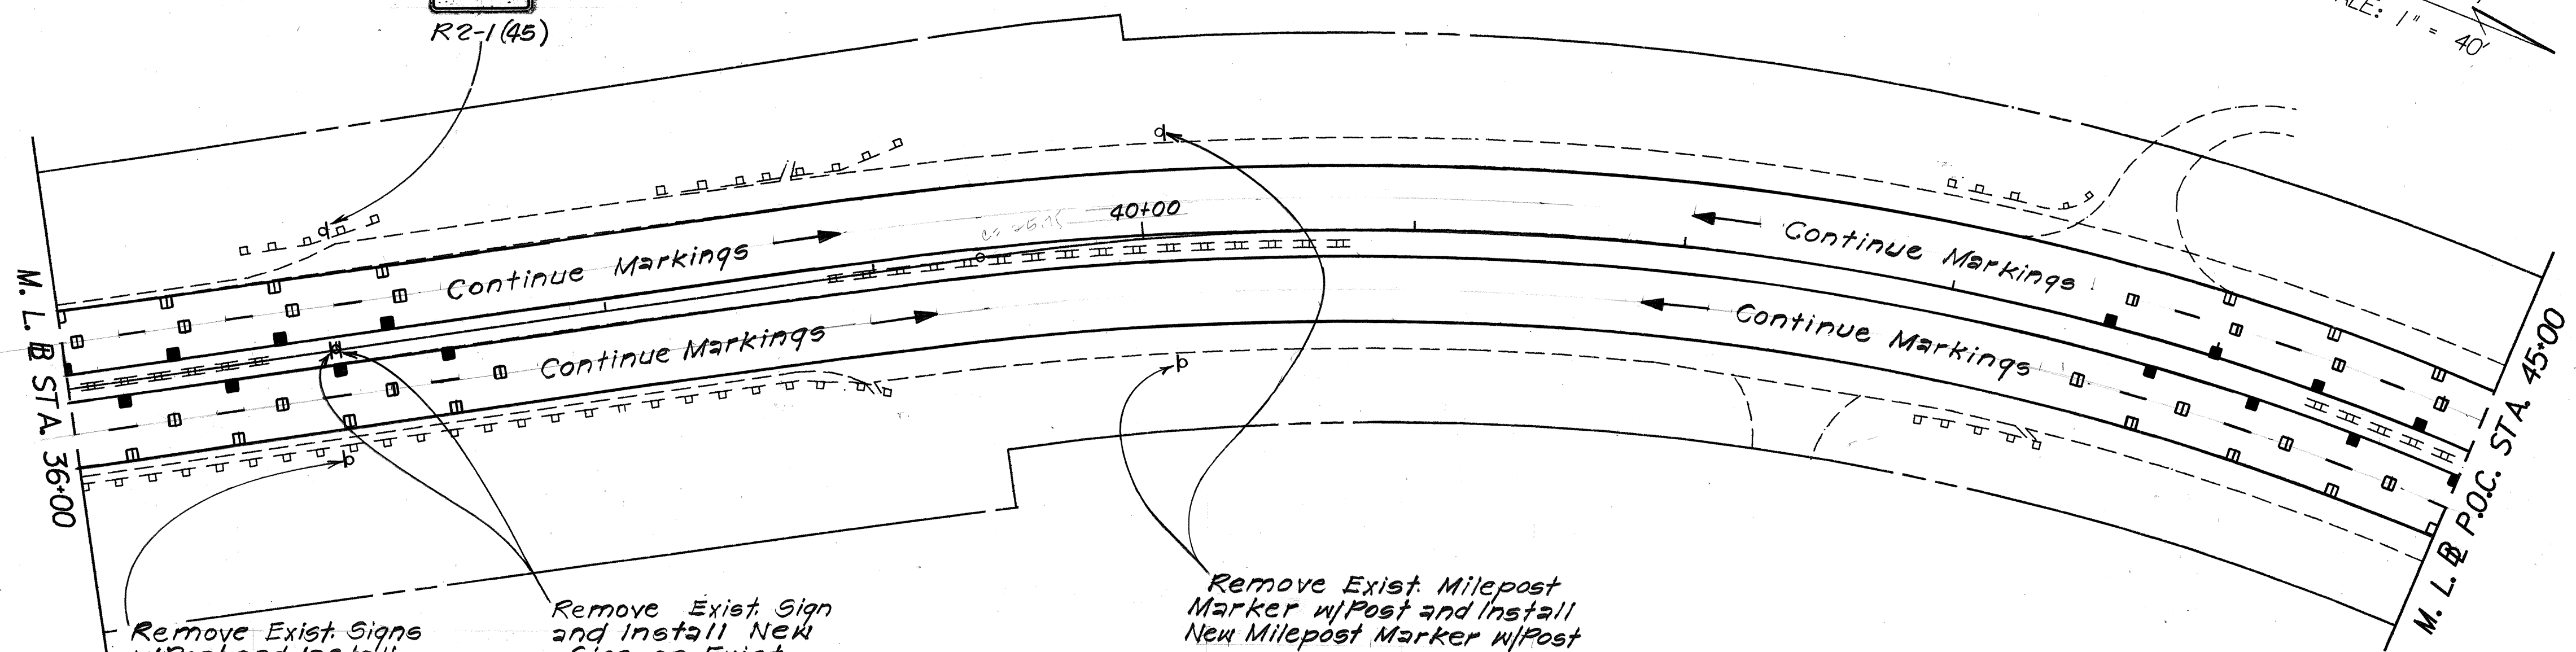 R2-1(45)
1" = 40'
40+00
Continue Markings
Continue Markings
Continue Markings
Continue Markings
M. L. BL STA. 36+00
M. L. BL P.O.C. STA. 45+00
Remove Exist. Signs
Remove Exist. Sign
and Install New
Remove Exist. Milepost
Marker w/Post and Install
New Milepost Marker w/Post